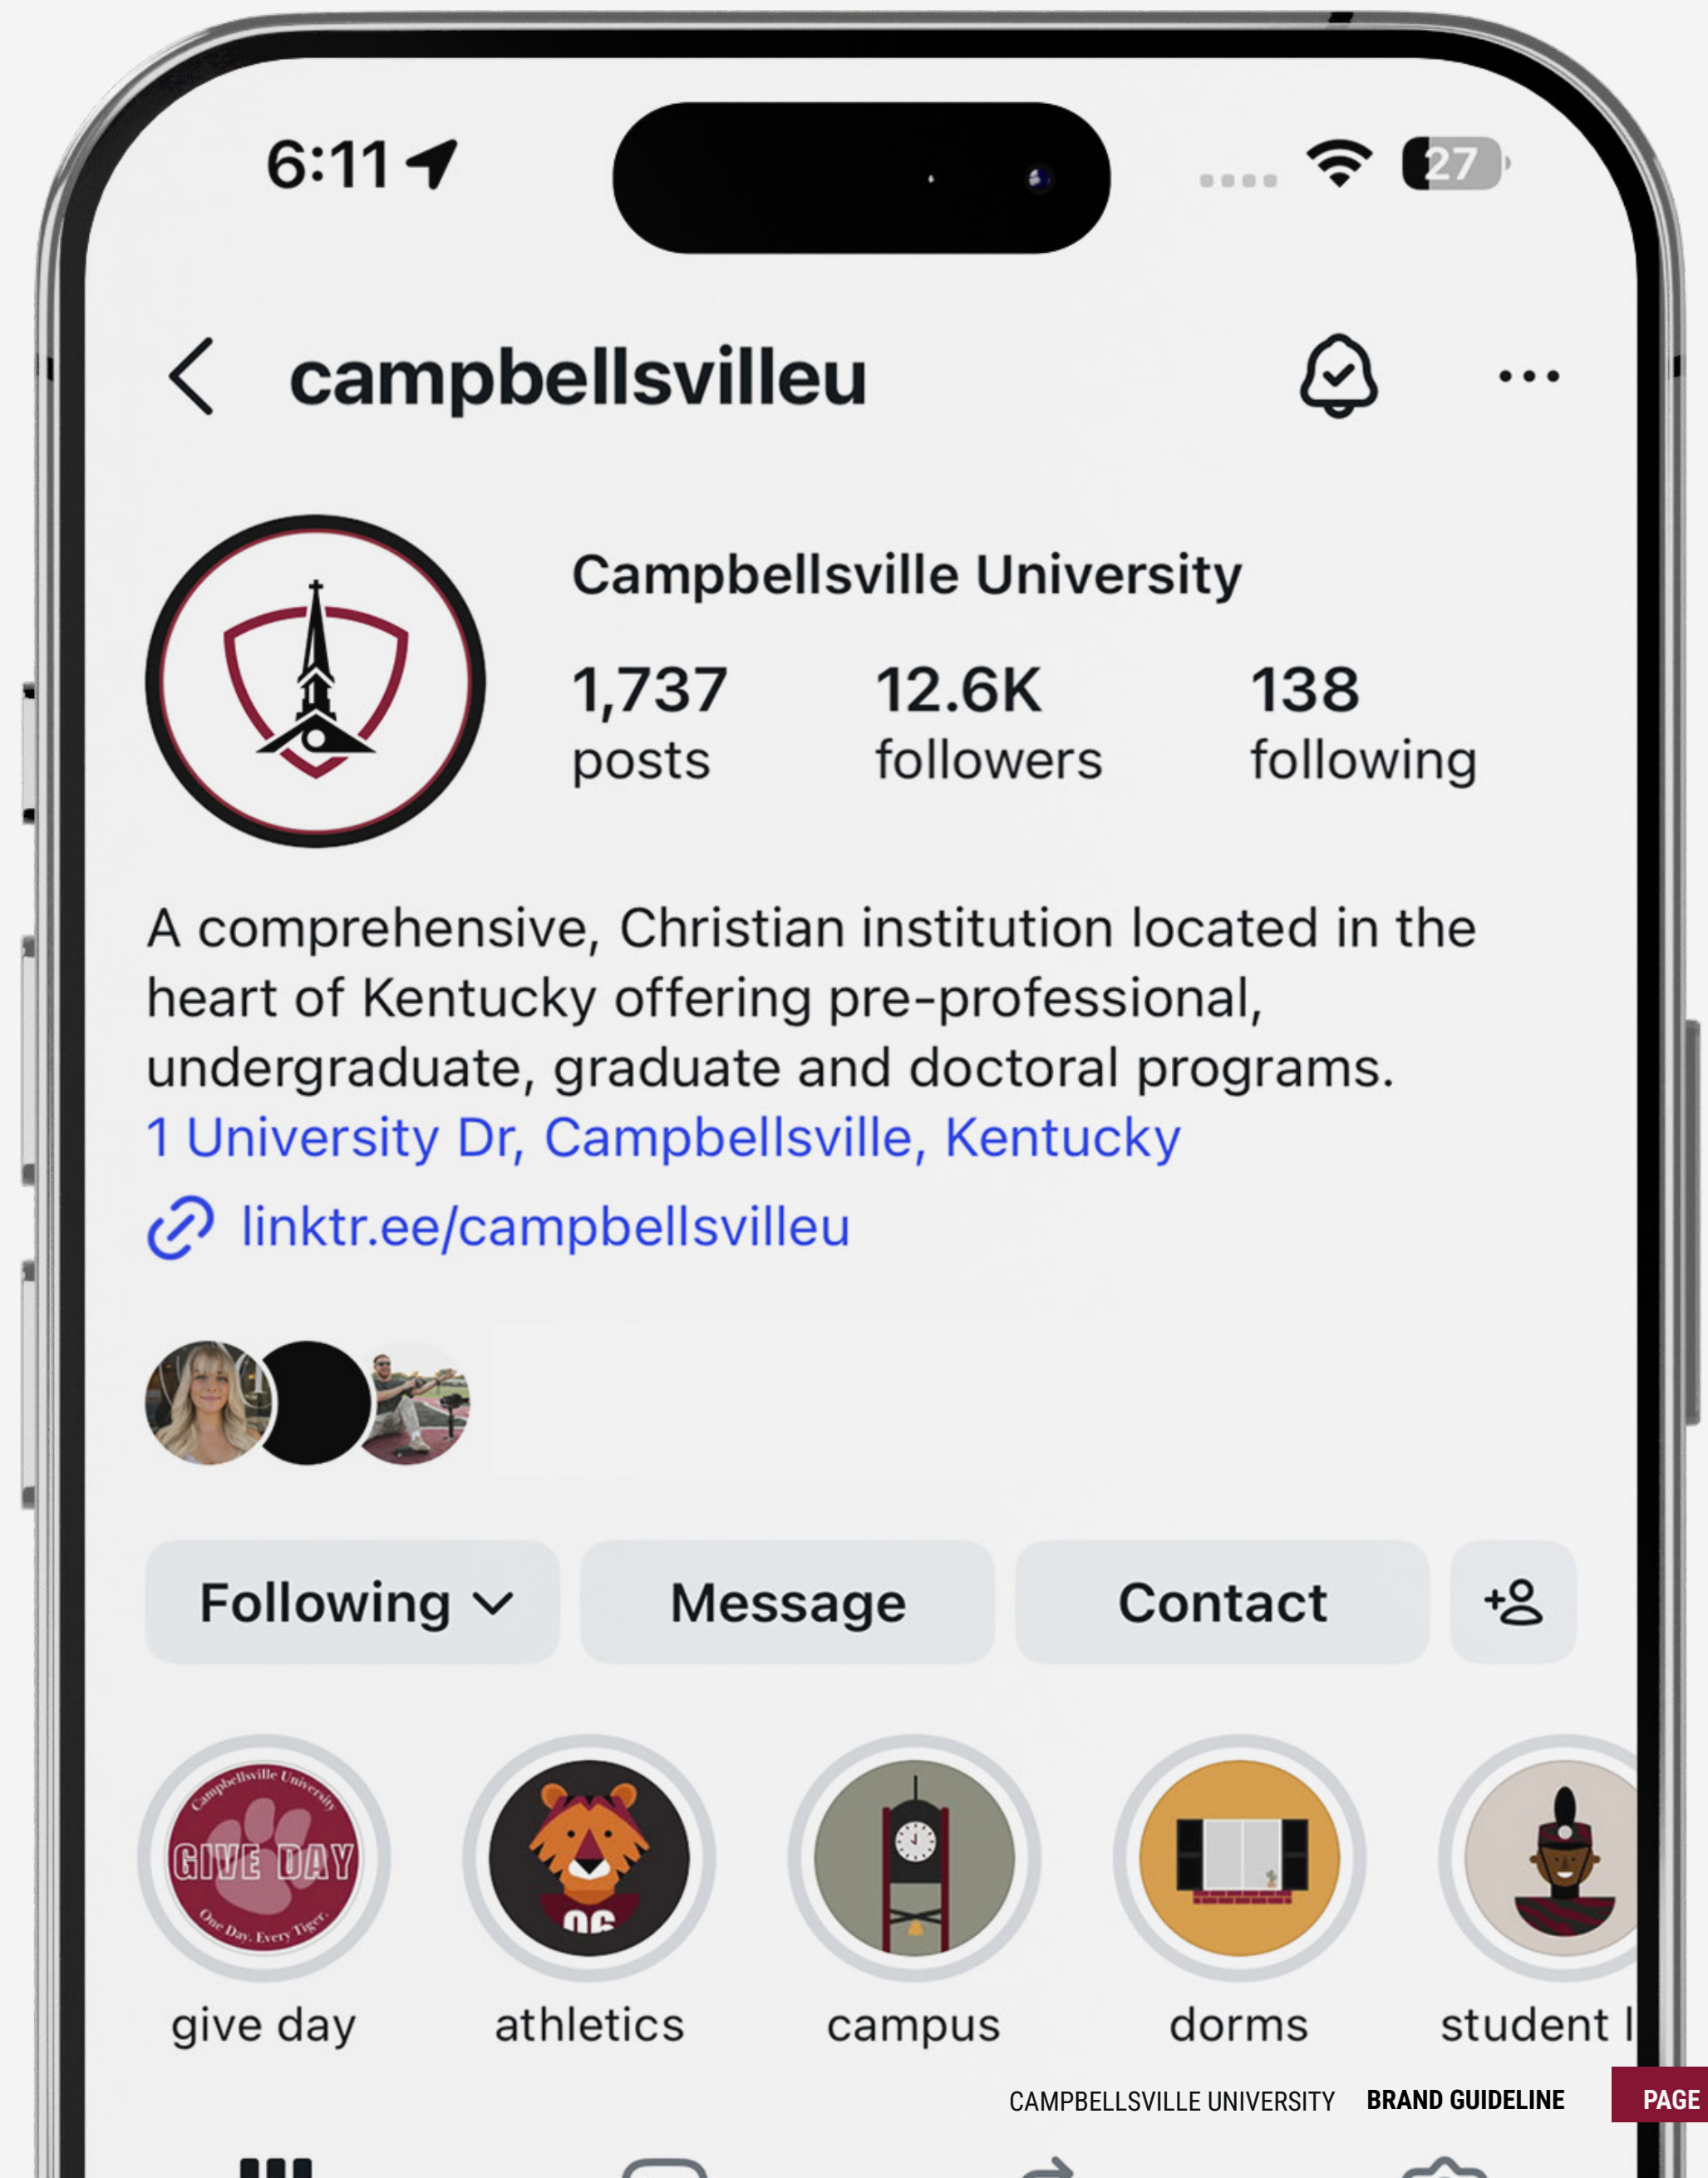 6:11
27
campbellsvilleu
Campbellsville University
1,737 12.6K 138
posts followers following
A comprehensive, Christian institution located in the
heart of Kentucky offering pre-professional,
undergraduate, graduate and doctoral programs.
1 University Dr, Campbellsville, Kentucky
linktr.ee/campbellsvilleu
Following Message Contact
Campbellsville University
GIVE DAY
One Day. Every Tiger.
06
give day athletics campus dorms student l
CAMPBELLSVILLE UNIVERSITY BRAND GUIDELINE PAGE